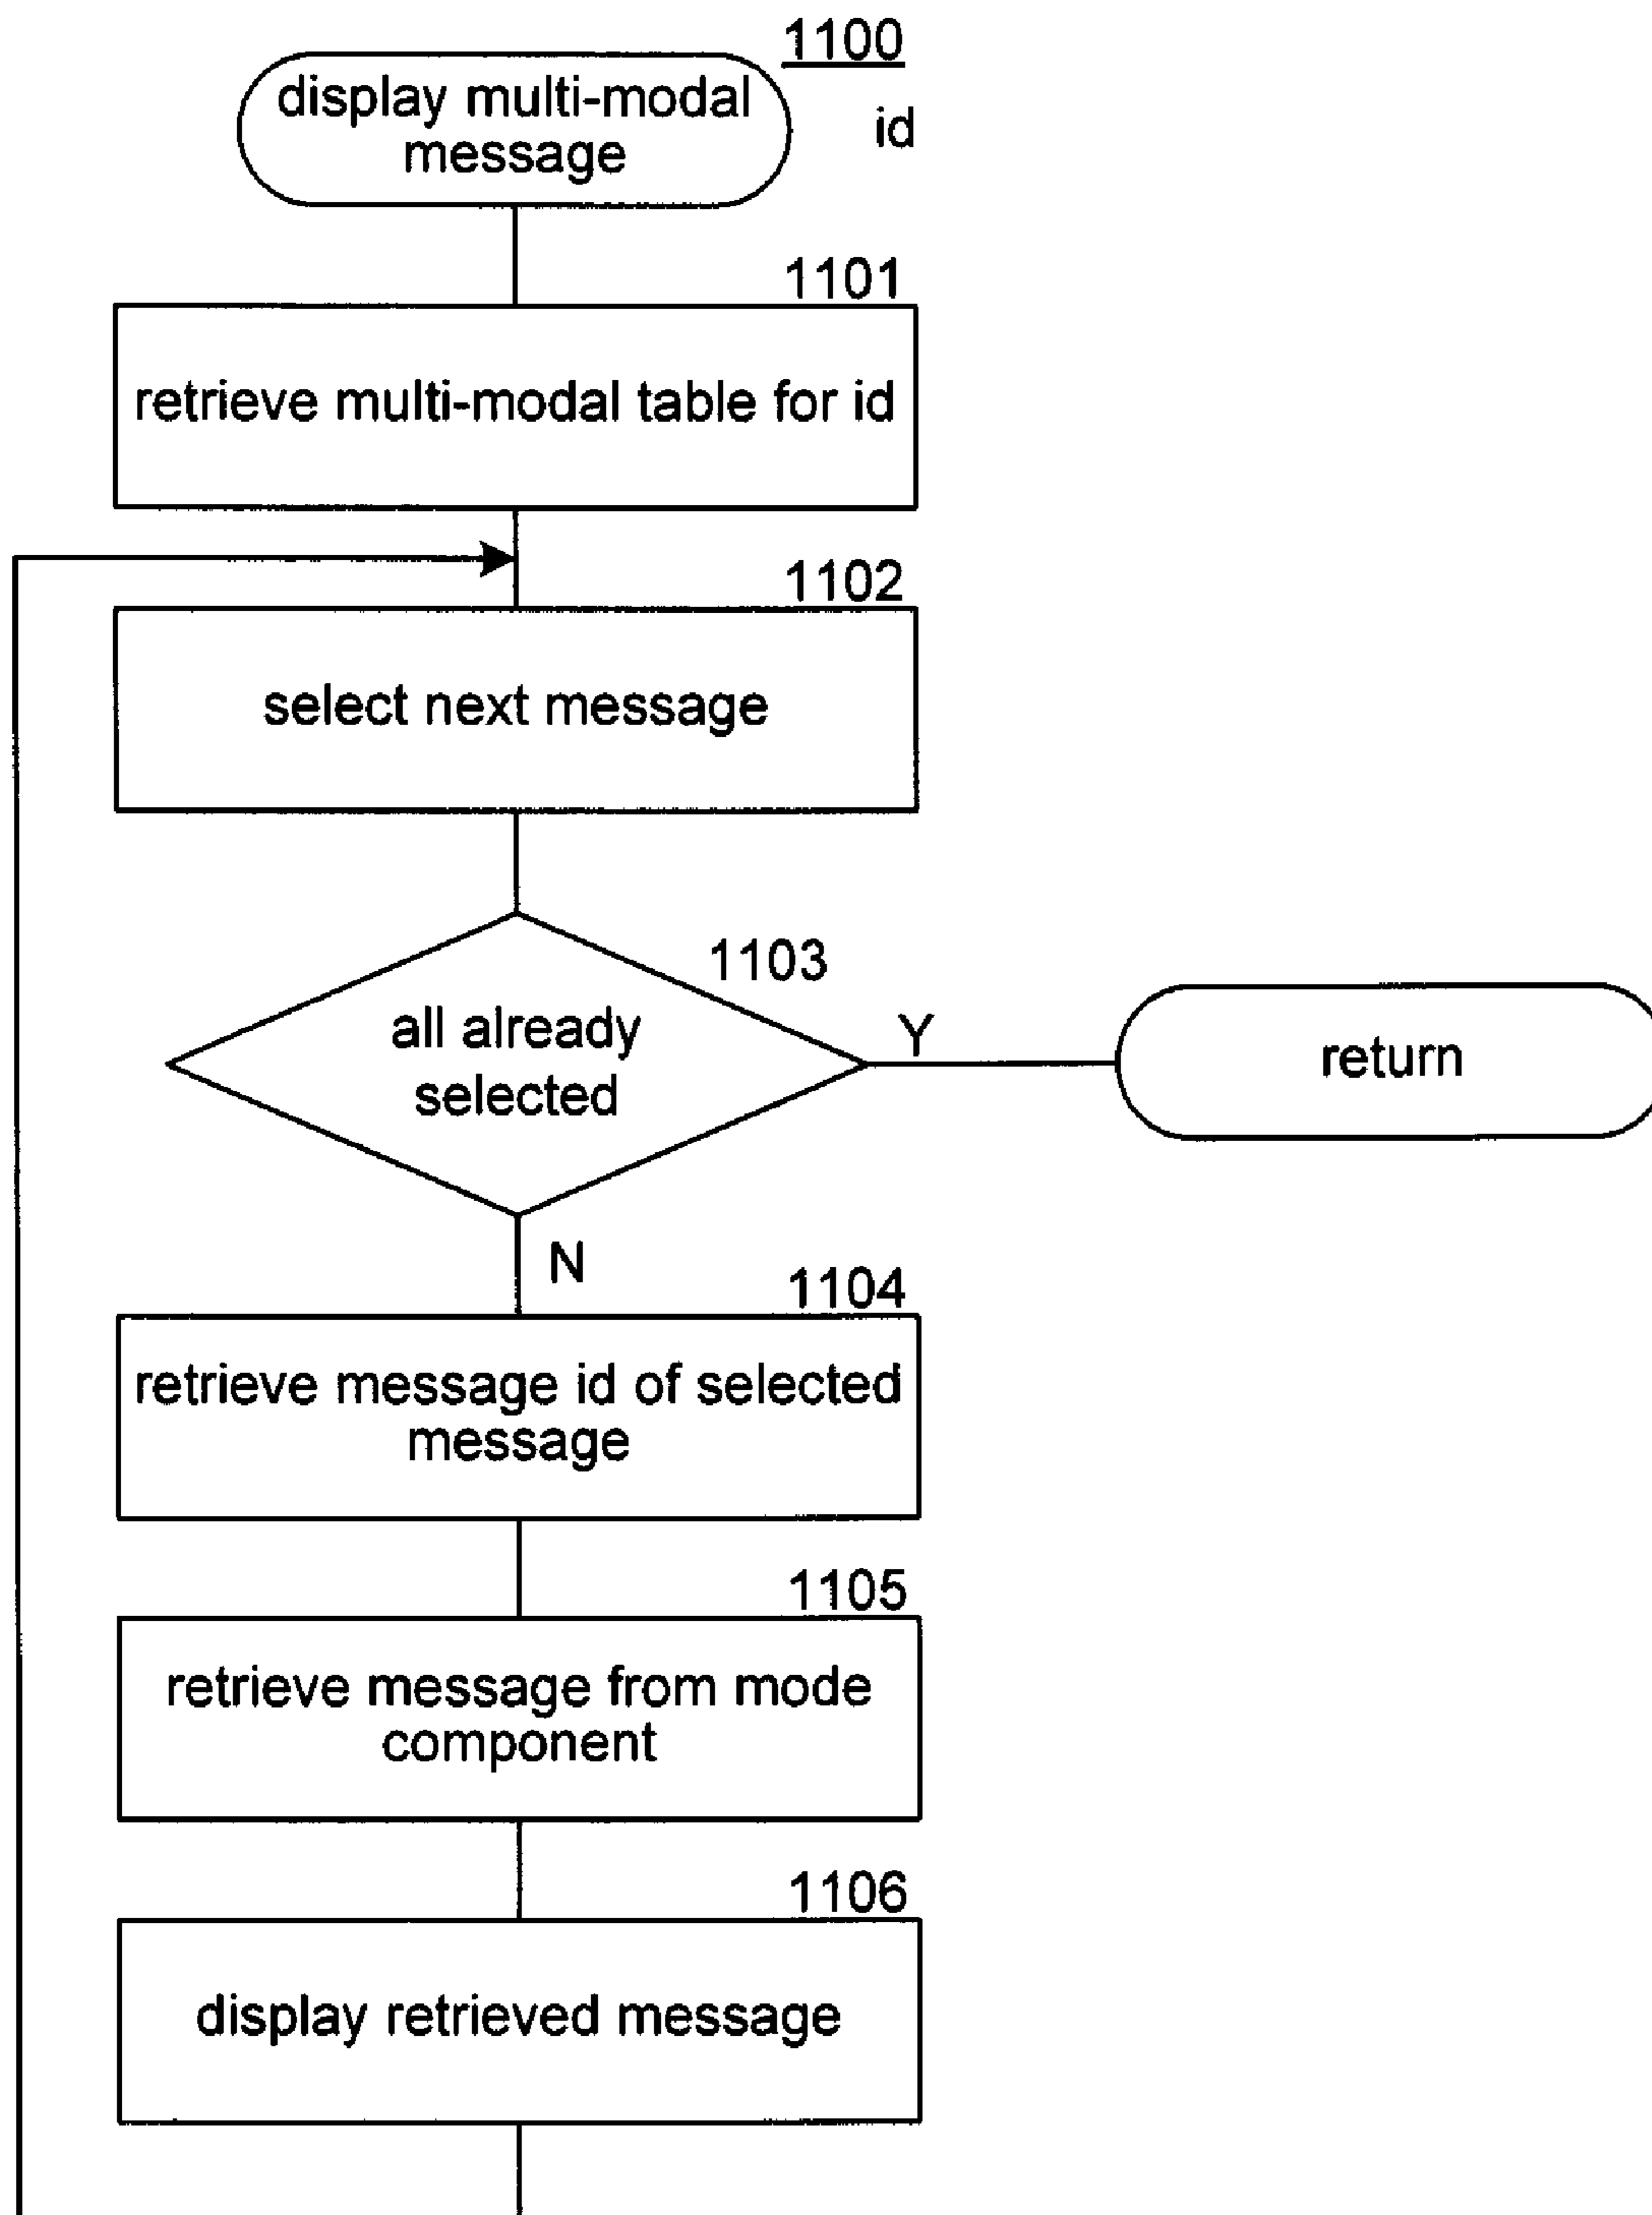 1100
display multi-modal
message
id
1101
retrieve multi-modal table for id
1102
select next message
1103
all already
selected
Y
return
N
1104
retrieve message id of selected
message
1105
retrieve message from mode
component
1106
display retrieved message